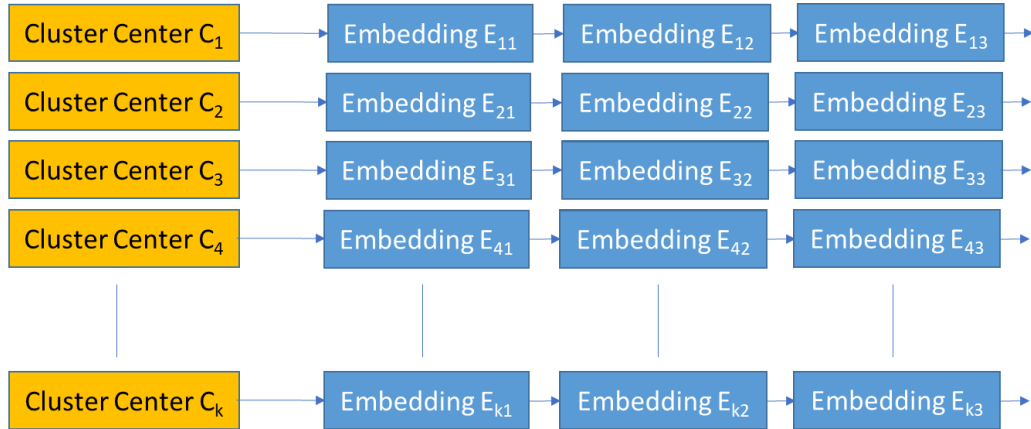 Cluster Center C₁ Embedding E₁₁ Embedding E₁₂ Embedding E₁₃
Cluster Center C₂ Embedding E₂₁ Embedding E₂₂ Embedding E₂₃
Cluster Center C₃ Embedding E₃₁ Embedding E₃₂ Embedding E₃₃
Cluster Center C₄ Embedding E₄₁ Embedding E₄₂ Embedding E₄₃
Cluster Center Cₖ Embedding Eₖ₁ Embedding Eₖ₂ Embedding Eₖ₃